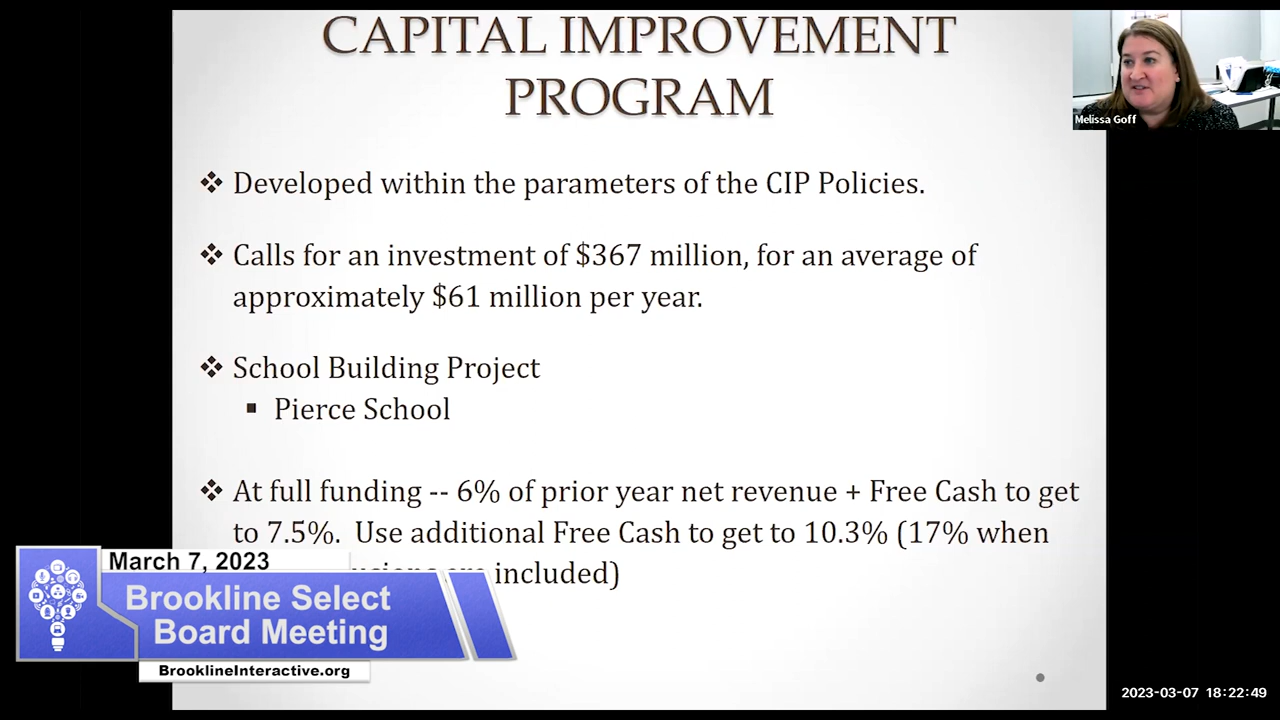 CAPITAL IMPROVEMENT
PROGRAM
Melissa Goff
❖ Developed within the parameters of the CIP Policies.
❖ Calls for an investment of $367 million, for an average of
approximately $61 million per year.
❖ School Building Project
▪ Pierce School
❖ At full funding -- 6% of prior year net revenue + Free Cash to get
to 7.5%. Use additional Free Cash to get to 10.3% (17% when
included)
March 7, 2023
Brookline Select
Board Meeting
BrooklineInteractive.org
2023-03-07 18:22:49